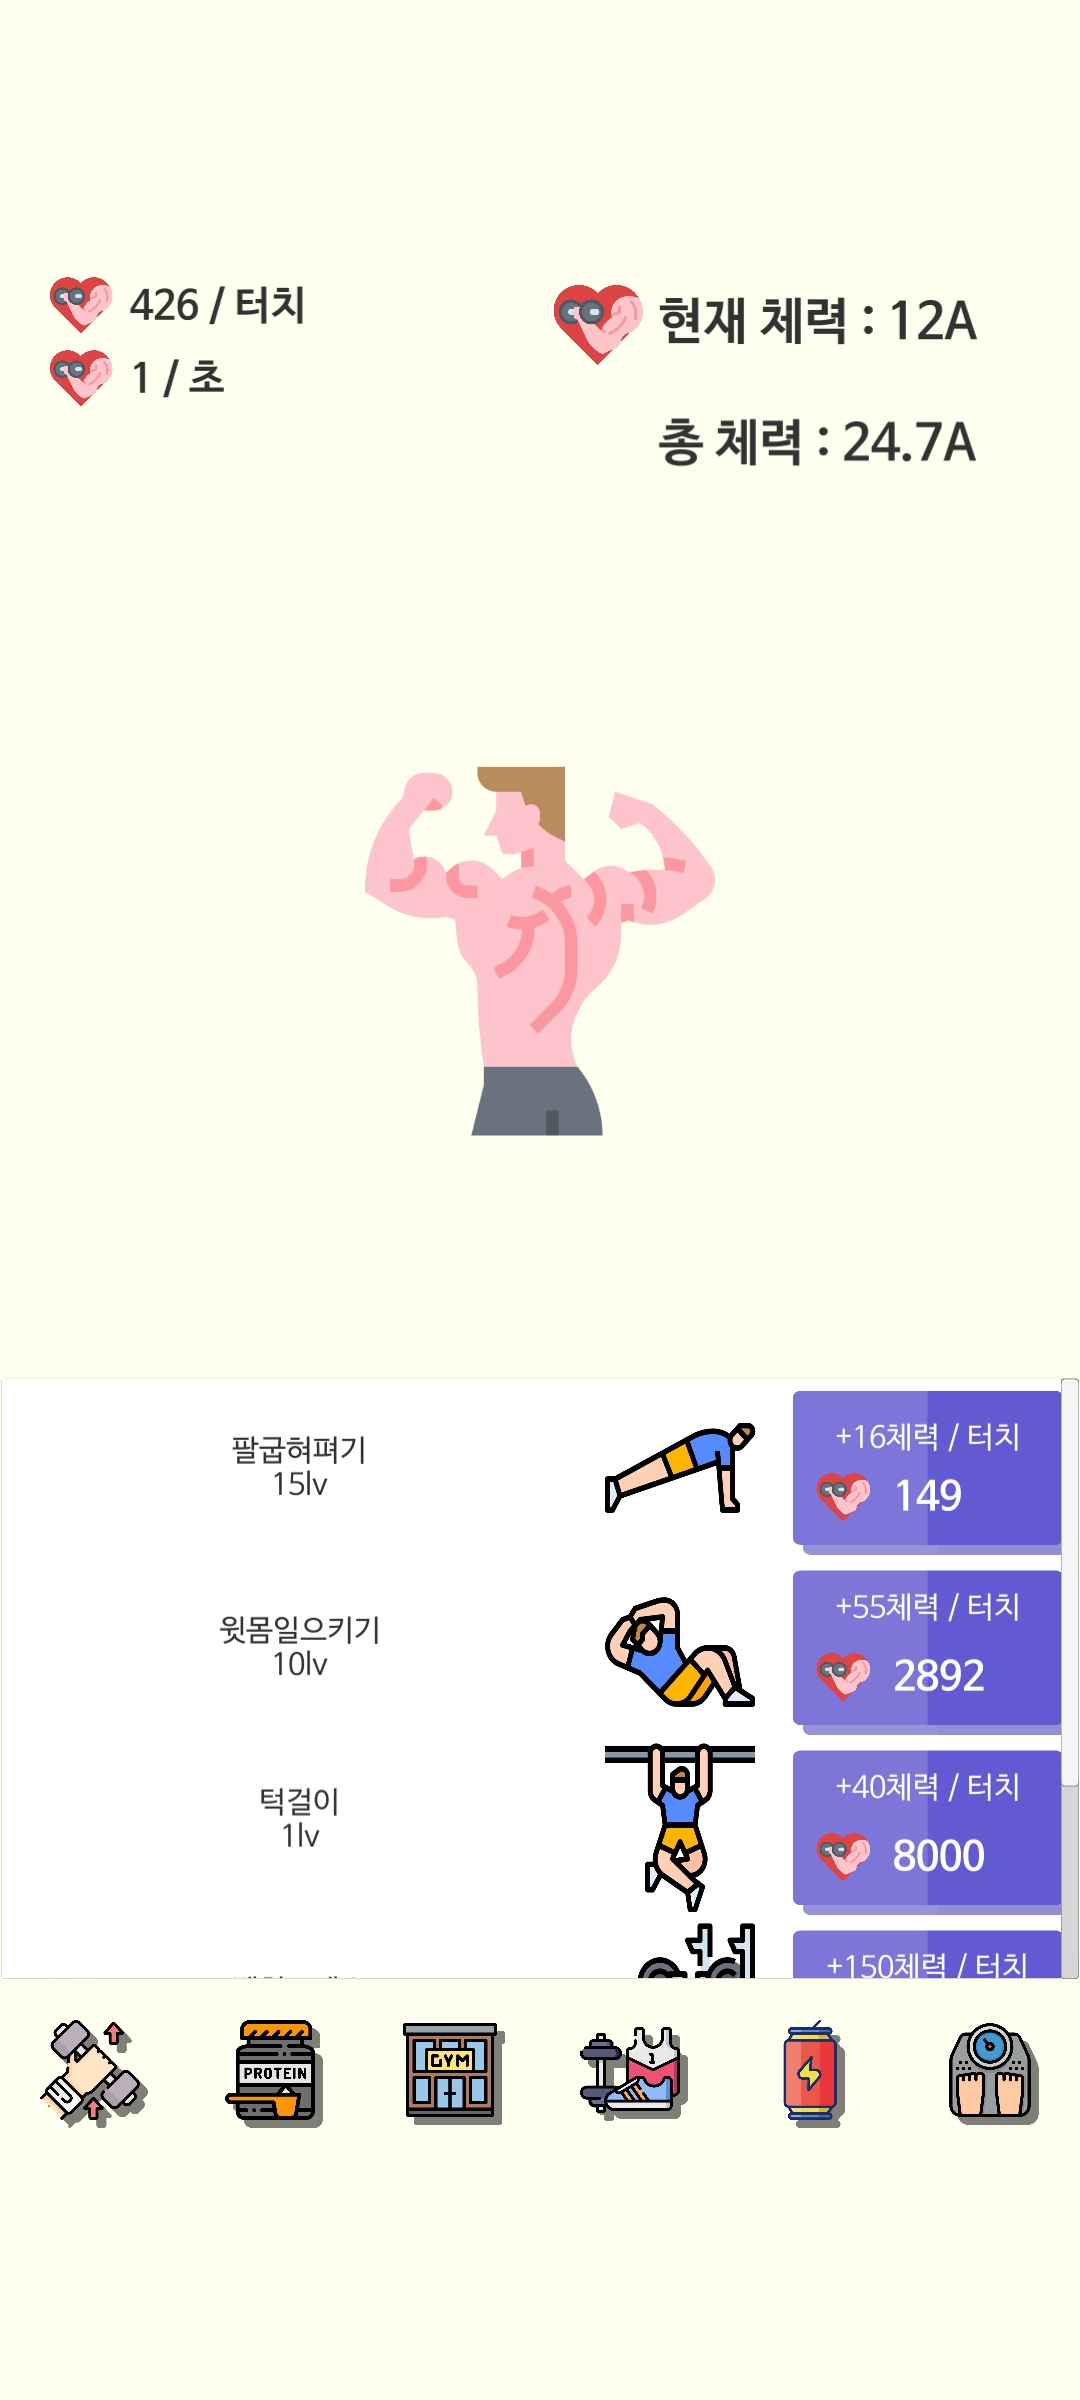 426 / 터치
1 / 초
현재 체력 : 12A
총 체력 : 24.7A
팔굽혀펴기
15lv
+16체력 / 터치
149
윗몸일으키기
10lv
+55체력 / 터치
2892
턱걸이
1lv
+40체력 / 터치
8000
+150체력 / 터치
PROTEIN
GYM
1